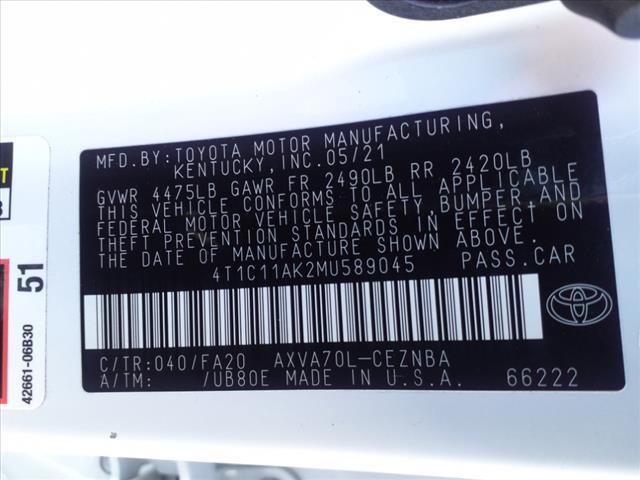 MFD.BY:TOYOTA MOTOR MANUFACTURING,
KENTUCKY, INC.05/21
GVWR 4475LB GAWR FR 2490LB RR 2420LB
THIS VEHICLE CONFORMS TO ALL APPLICABLE
FEDERAL MOTOR VEHICLE SAFETY, BUMPER,AND
THEFT PREVENTION STANDARDS IN EFFECT ON
THE DATE OF MANUFACTURE SHOWN ABOVE.
4T1C11AK2MU589045 PASS.CAR
C/TR:040/FA20 AXVA70L-CEZNBA
A/TM: /UB80E MADE IN U.S.A. 66222
42661-06B30
51